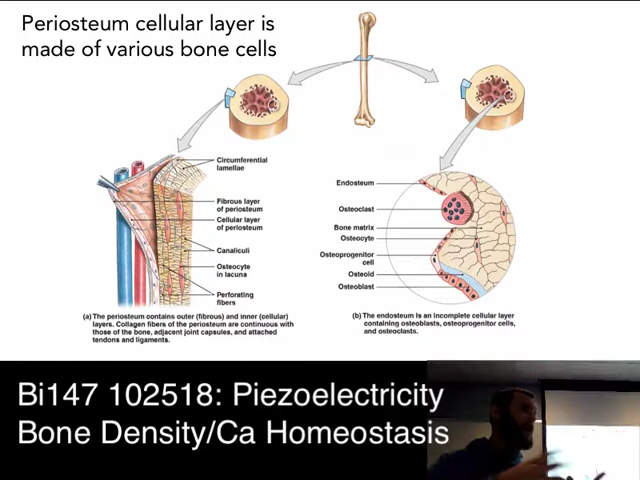 Periosteum cellular layer is
made of various bone cells
Circumferential
lamellae
Fibrous layer
of periosteum
Cellular layer
of periosteum
Canaliculi
Osteocyte
in lacuna
Perforating
fibers
(a) The periosteum contains outer (fibrous) and inner (cellular)
layers. Collagen fibers of the periosteum are continuous with
those of the bone, adjacent joint capsules, and attached
tendons and ligaments.
Endosteum
Osteoclast
Bone matrix
Osteocyte
Osteoprogenitor
cell
Osteoid
Osteoblast
(b) The endosteum is an incomplete cellular layer
containing osteoblasts, osteoprogenitor cells,
and osteoclasts.
Bi147 102518: Piezoelectricity
Bone Density/Ca Homeostasis